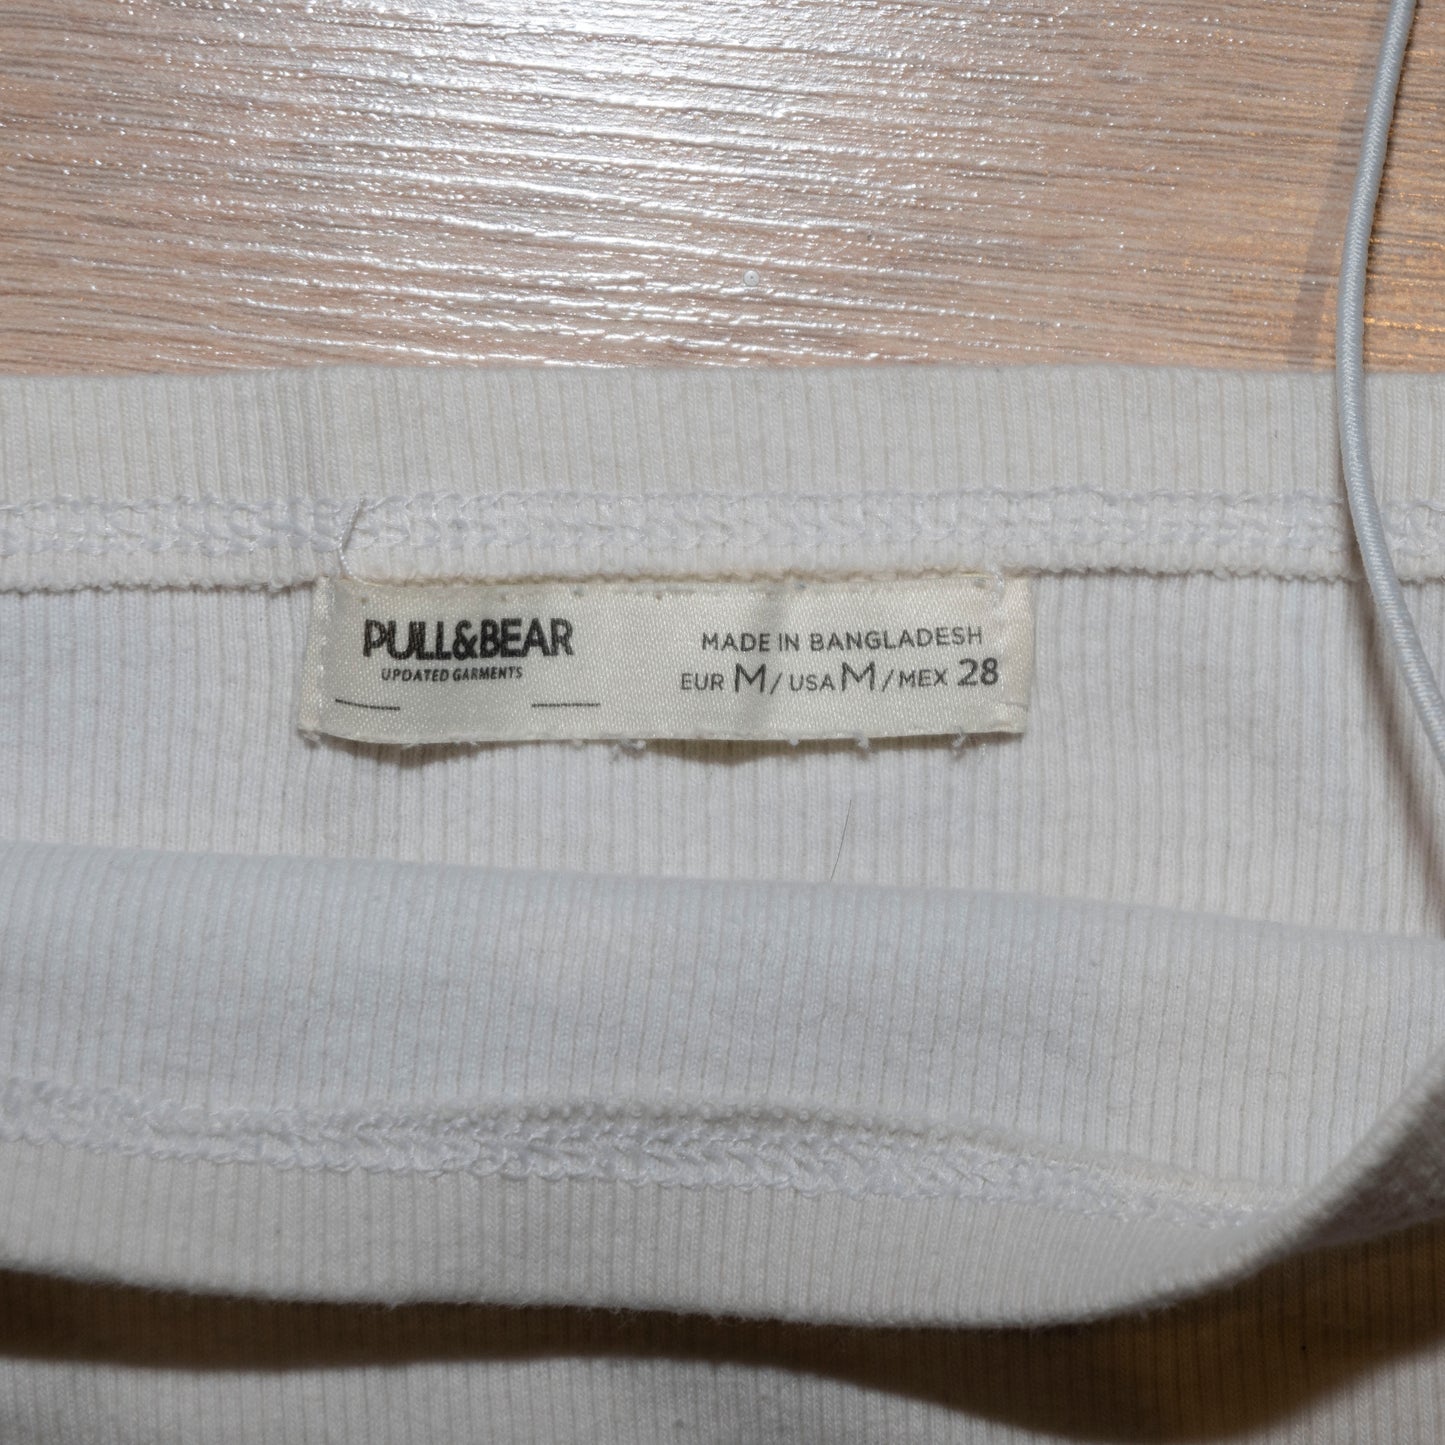 PULL&BEAR
UPDATED GARMENTS
MADE IN BANGLADESH
EUR M / USA M / MEX 28